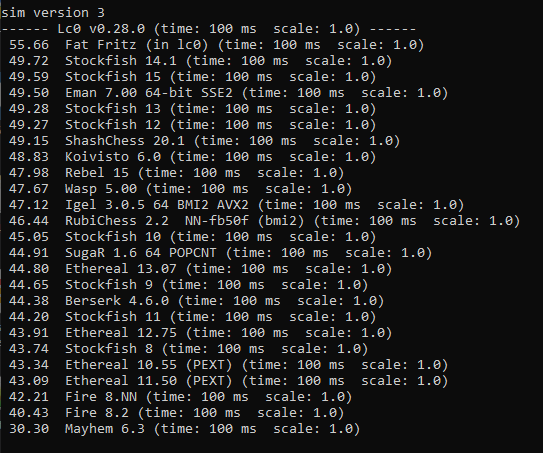 sim version 3
------ Lc0 v0.28.0 (time: 100 ms  scale: 1.0) ------
55.66  Fat Fritz (in lc0) (time: 100 ms  scale: 1.0)
49.72  Stockfish 14.1 (time: 100 ms  scale: 1.0)
49.59  Stockfish 15 (time: 100 ms  scale: 1.0)
49.50  Eman 7.00 64-bit SSE2 (time: 100 ms  scale: 1.0)
49.28  Stockfish 13 (time: 100 ms  scale: 1.0)
49.27  Stockfish 12 (time: 100 ms  scale: 1.0)
49.15  ShashChess 20.1 (time: 100 ms  scale: 1.0)
48.83  Koivisto 6.0 (time: 100 ms  scale: 1.0)
47.98  Rebel 15 (time: 100 ms  scale: 1.0)
47.67  Wasp 5.00 (time: 100 ms  scale: 1.0)
47.12  Igel 3.0.5 64 BMI2 AVX2 (time: 100 ms  scale: 1.0)
46.44  RubiChess 2.2  NN-fb50f (bmi2) (time: 100 ms  scale: 1.0)
45.05  Stockfish 10 (time: 100 ms  scale: 1.0)
44.91  SugaR 1.6 64 POPCNT (time: 100 ms  scale: 1.0)
44.80  Ethereal 13.07 (time: 100 ms  scale: 1.0)
44.65  Stockfish 9 (time: 100 ms  scale: 1.0)
44.38  Berserk 4.6.0 (time: 100 ms  scale: 1.0)
44.20  Stockfish 11 (time: 100 ms  scale: 1.0)
43.91  Ethereal 12.75 (time: 100 ms  scale: 1.0)
43.74  Stockfish 8 (time: 100 ms  scale: 1.0)
43.34  Ethereal 10.55 (PEXT) (time: 100 ms  scale: 1.0)
43.09  Ethereal 11.50 (PEXT) (time: 100 ms  scale: 1.0)
42.21  Fire 8.NN (time: 100 ms  scale: 1.0)
40.43  Fire 8.2 (time: 100 ms  scale: 1.0)
30.30  Mayhem 6.3 (time: 100 ms  scale: 1.0)